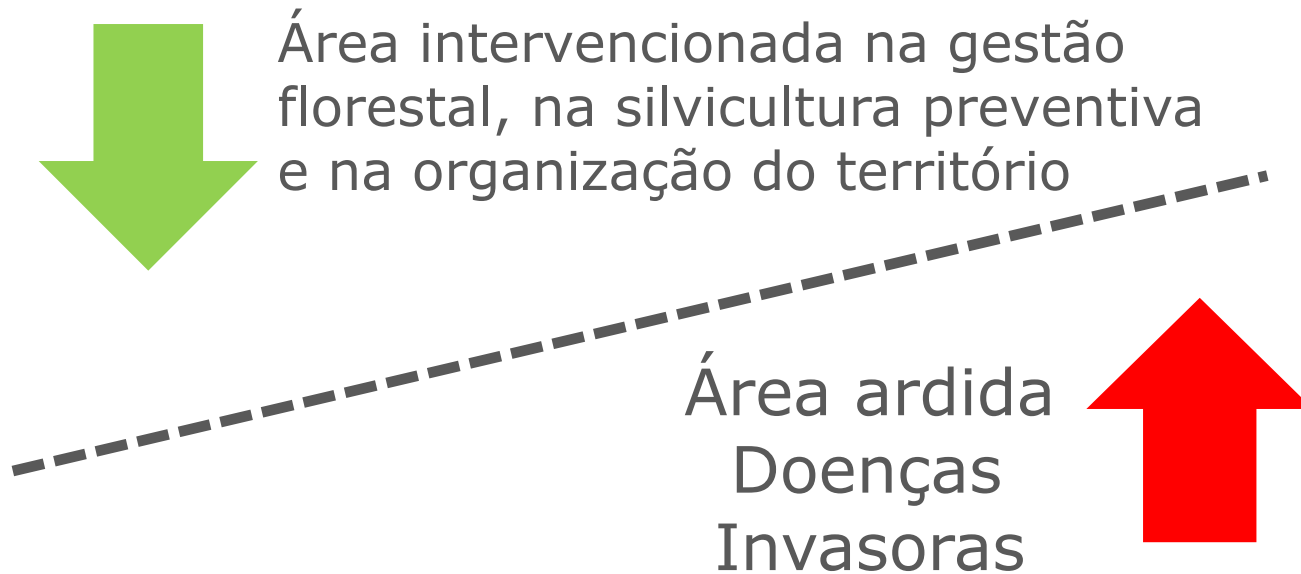 Área intervencionada na gestão
florestal, na silvicultura preventiva
e na organização do território
Área ardida
Doenças
Invasoras